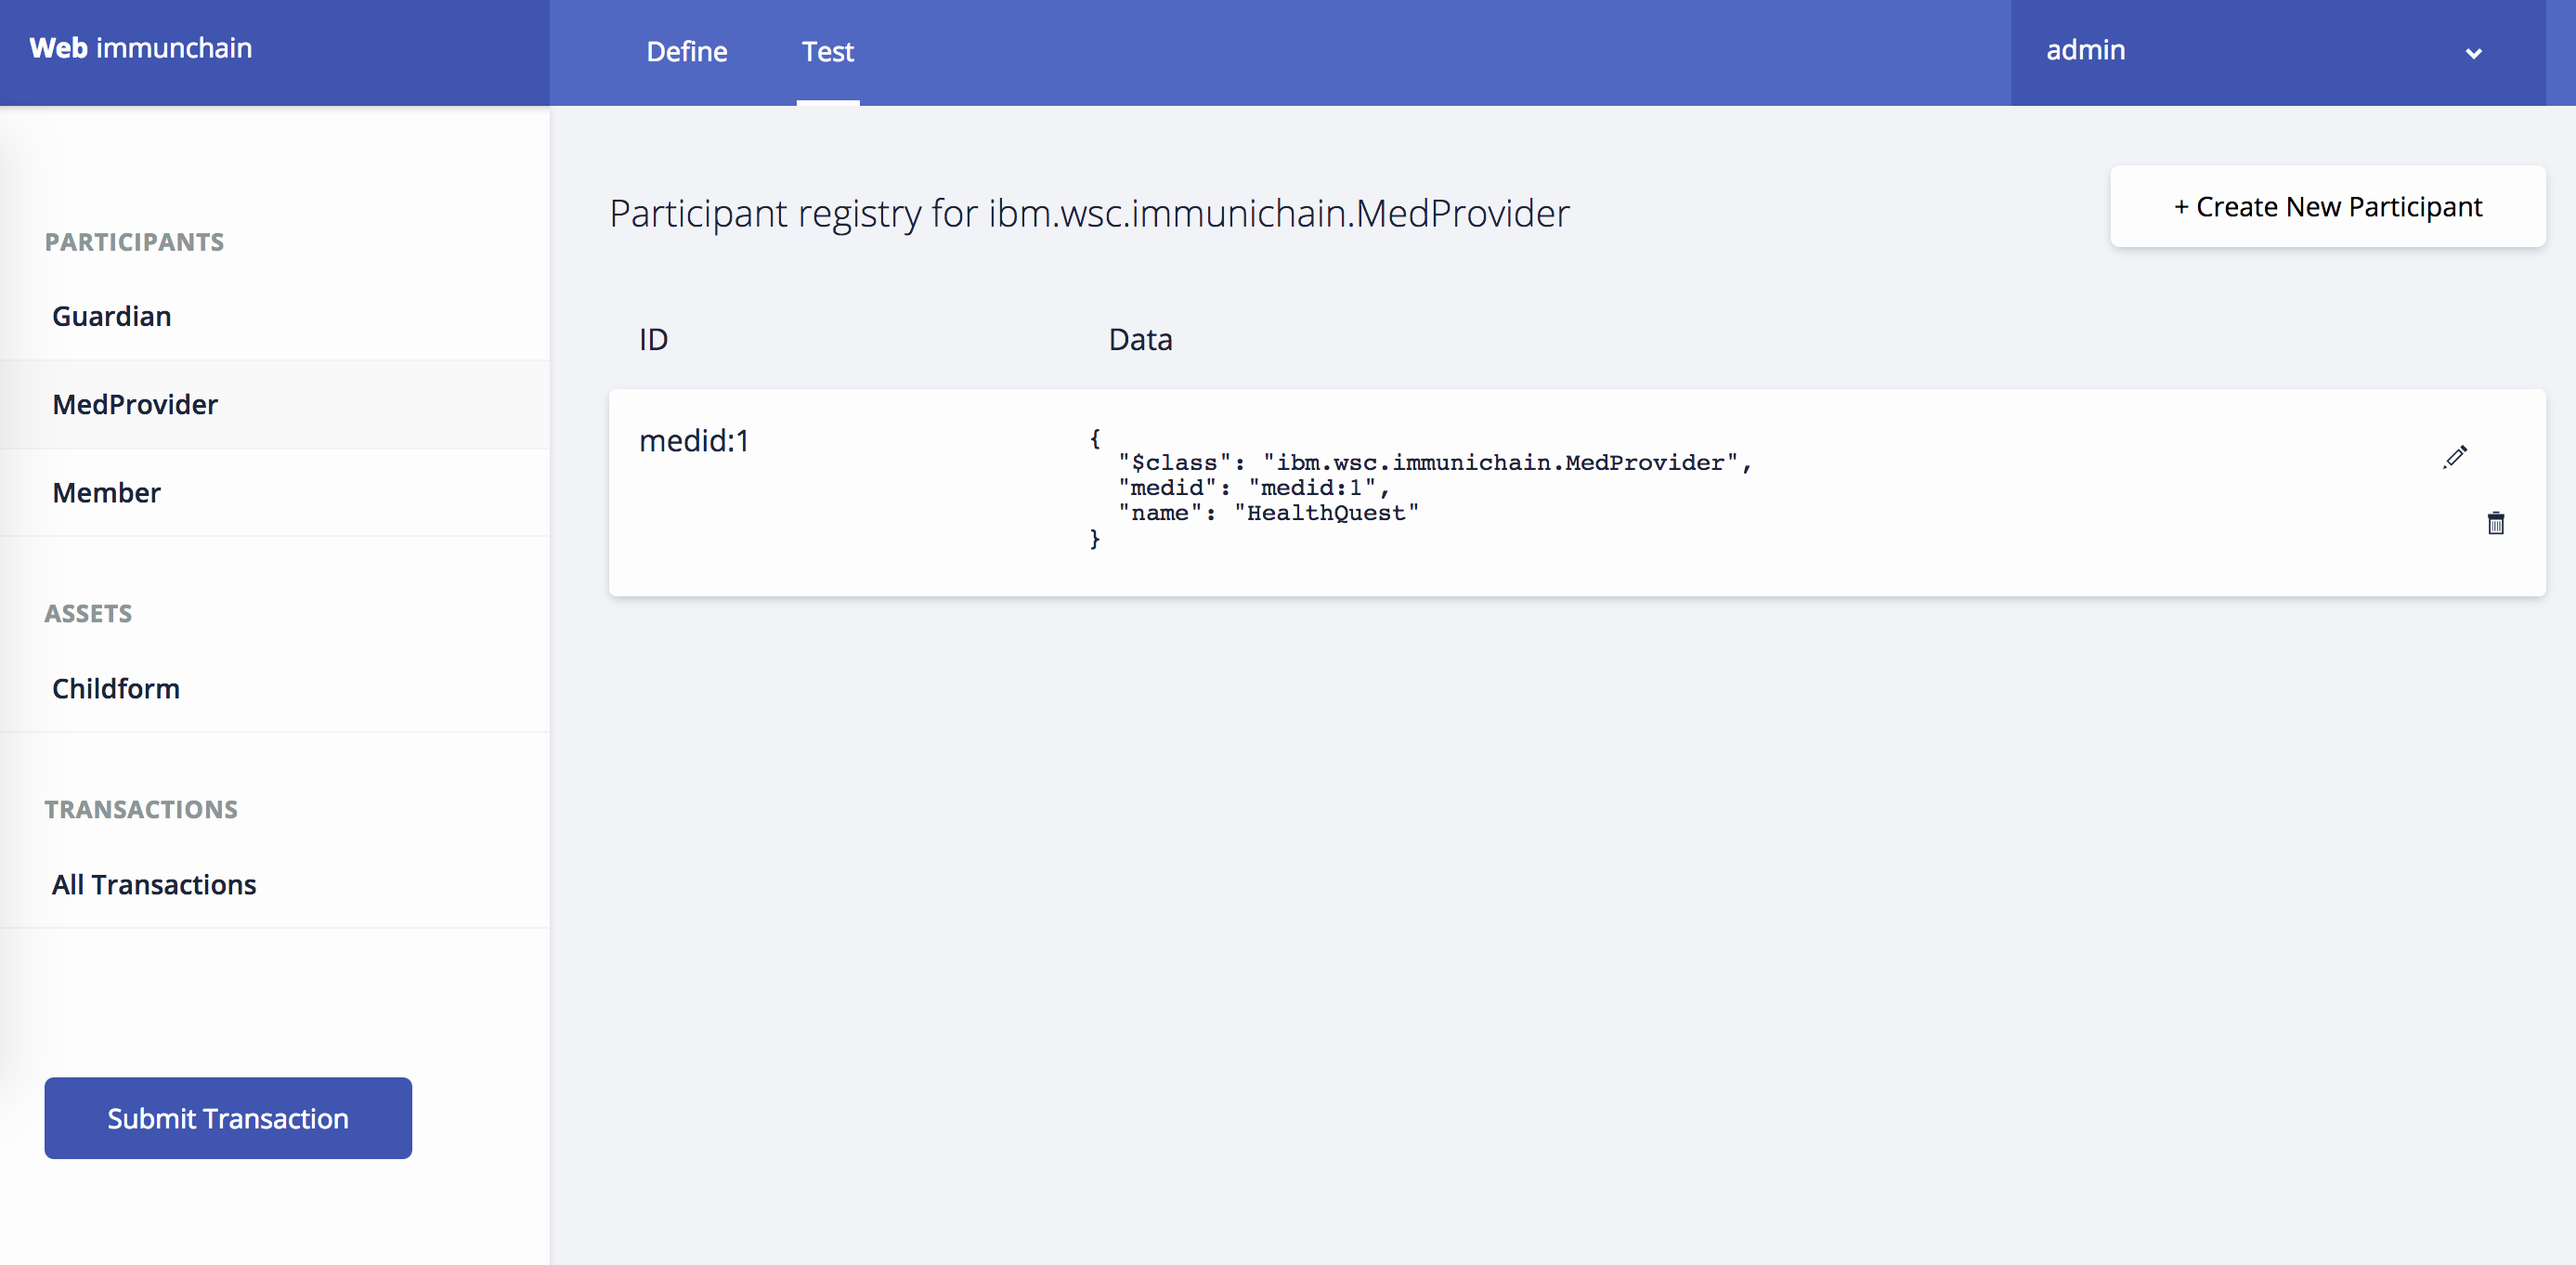 Web immunchain
Define
Test
admin
PARTICIPANTS
Guardian
MedProvider
Member
ASSETS
Childform
TRANSACTIONS
All Transactions
Submit Transaction
Participant registry for ibm.wsc.immunichain.MedProvider
+ Create New Participant
ID
Data
medid:1
{
"$class": "ibm.wsc.immunichain.MedProvider",
"medid": "medid:1",
"name": "HealthQuest"
}